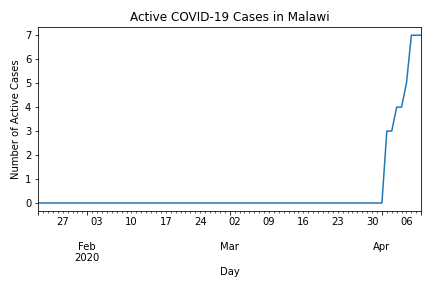 Active COVID-19 Cases in Malawi
7
6
5
4
3
2
1
0
Number of Active Cases
27 03 10 17 24 02 09 16 23 30 06
Feb Mar Apr
2020
Day